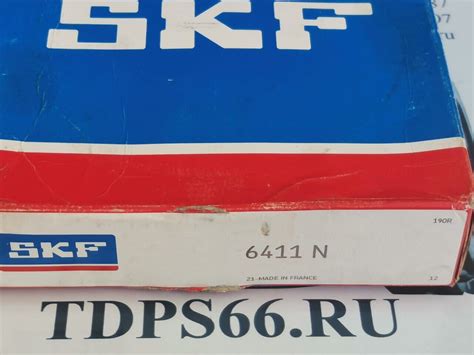 SKF
190R
SKF
6411 N
21-MADE IN FRANCE
12
TDPS66.RU